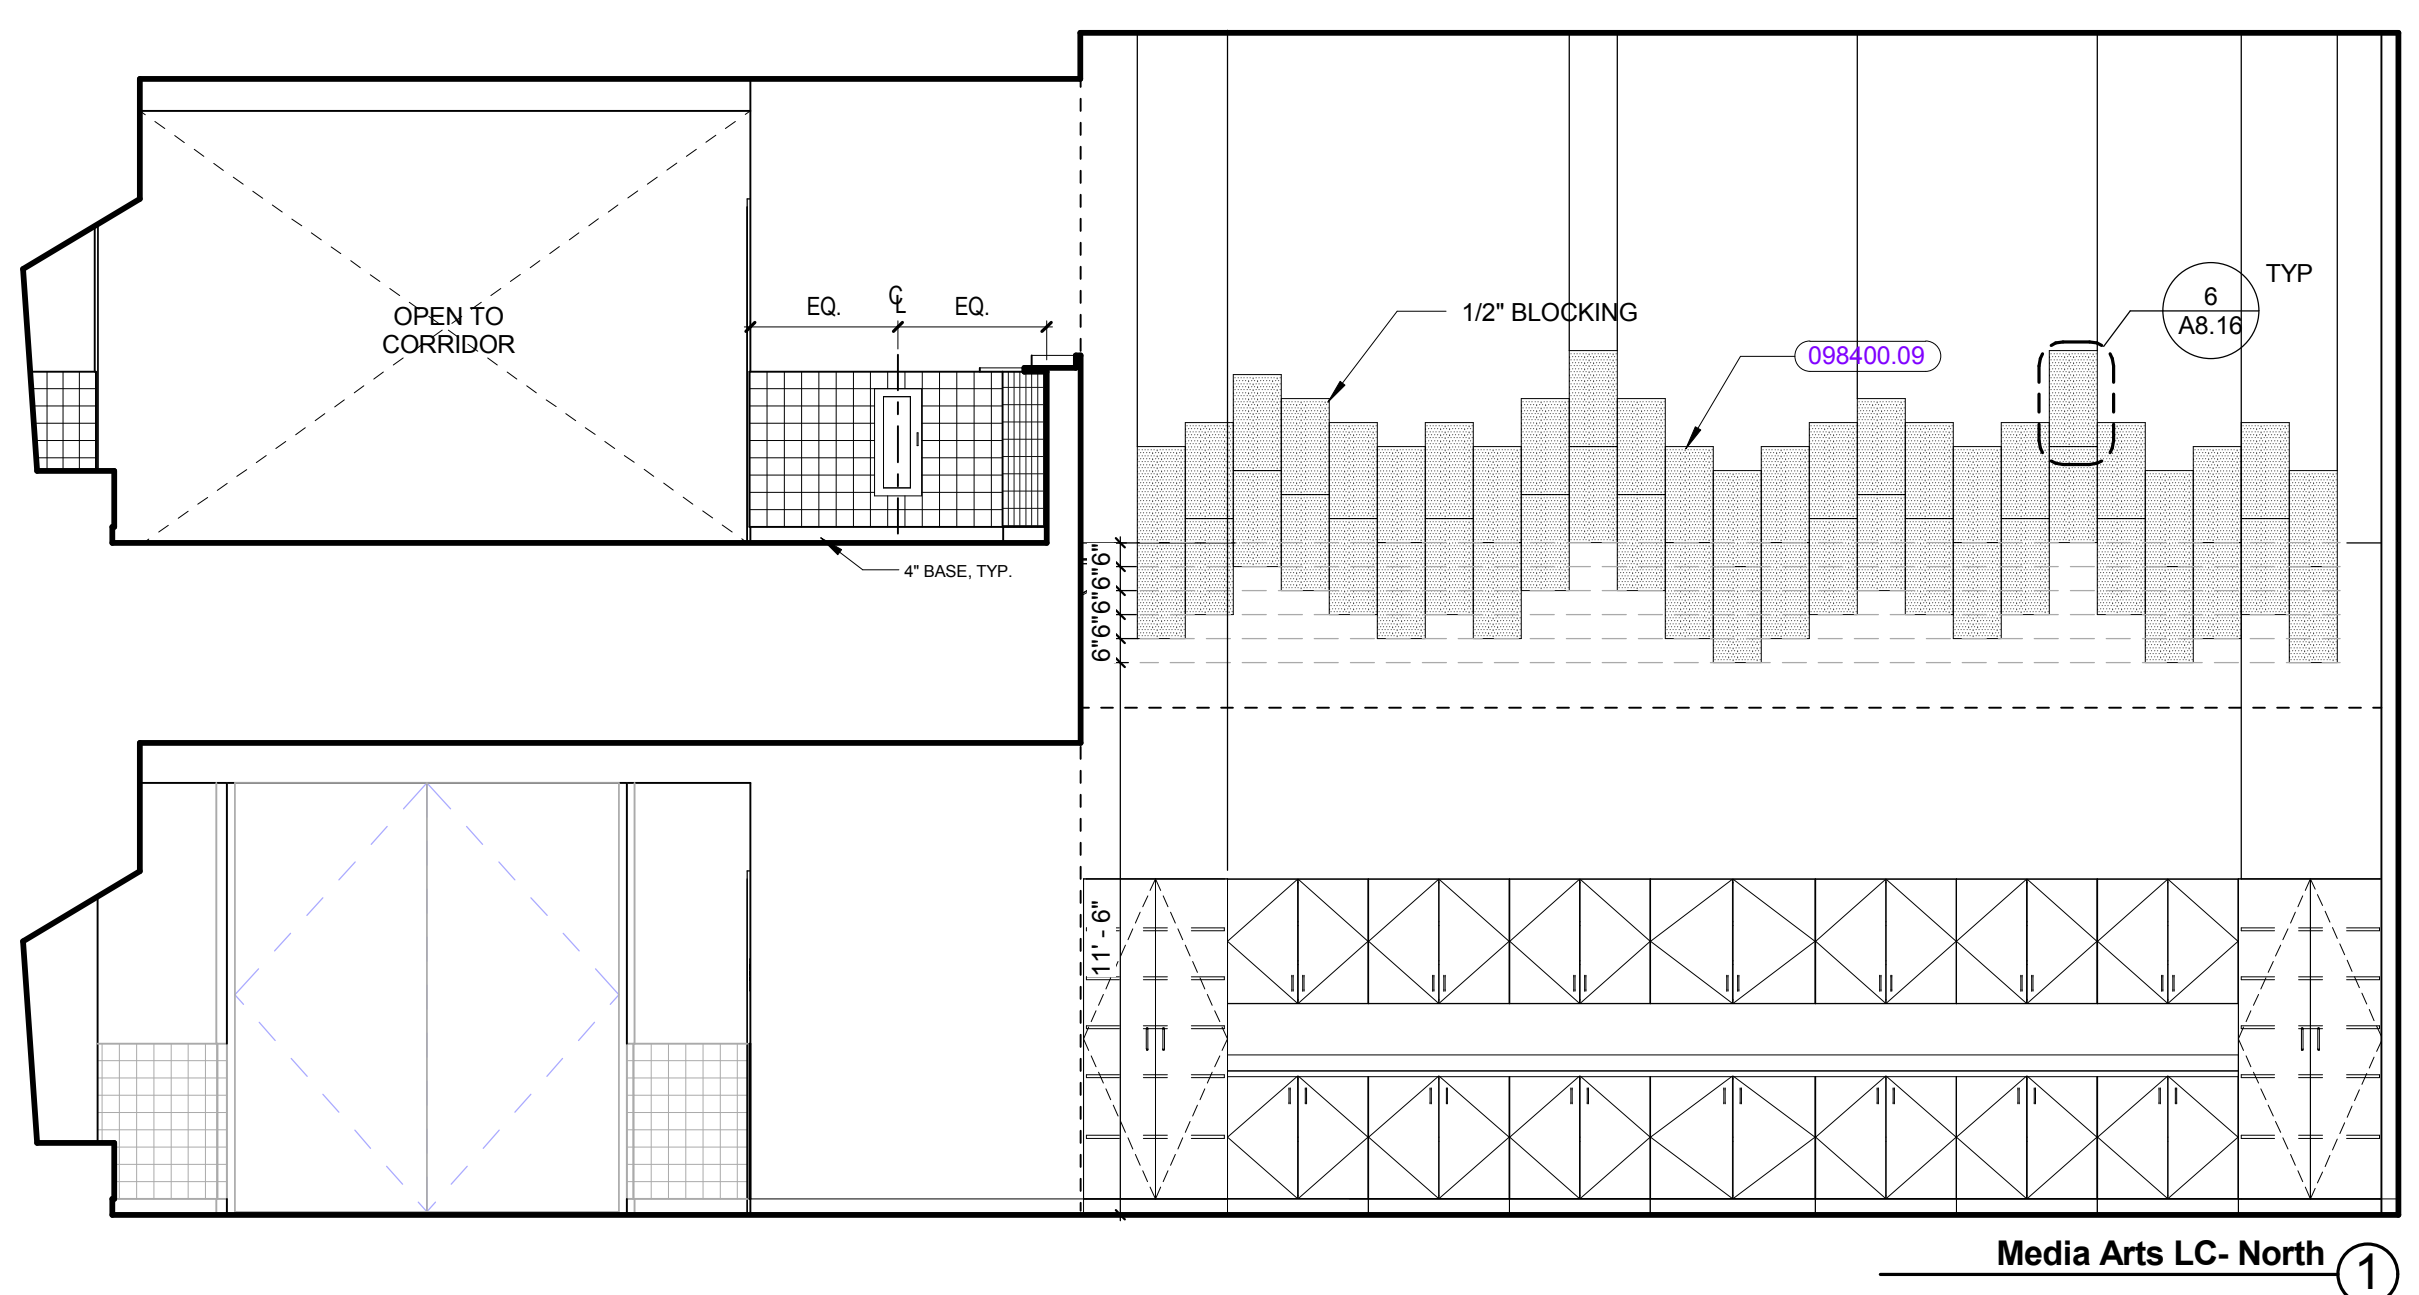 OPEN TO
CORRIDOR
EQ.
℄
EQ.
4" BASE, TYP.
1/2" BLOCKING
098400.09
6
A8.16
TYP
6"
6"
6"
6"
6"
11' - 6"
Media Arts LC- North
1